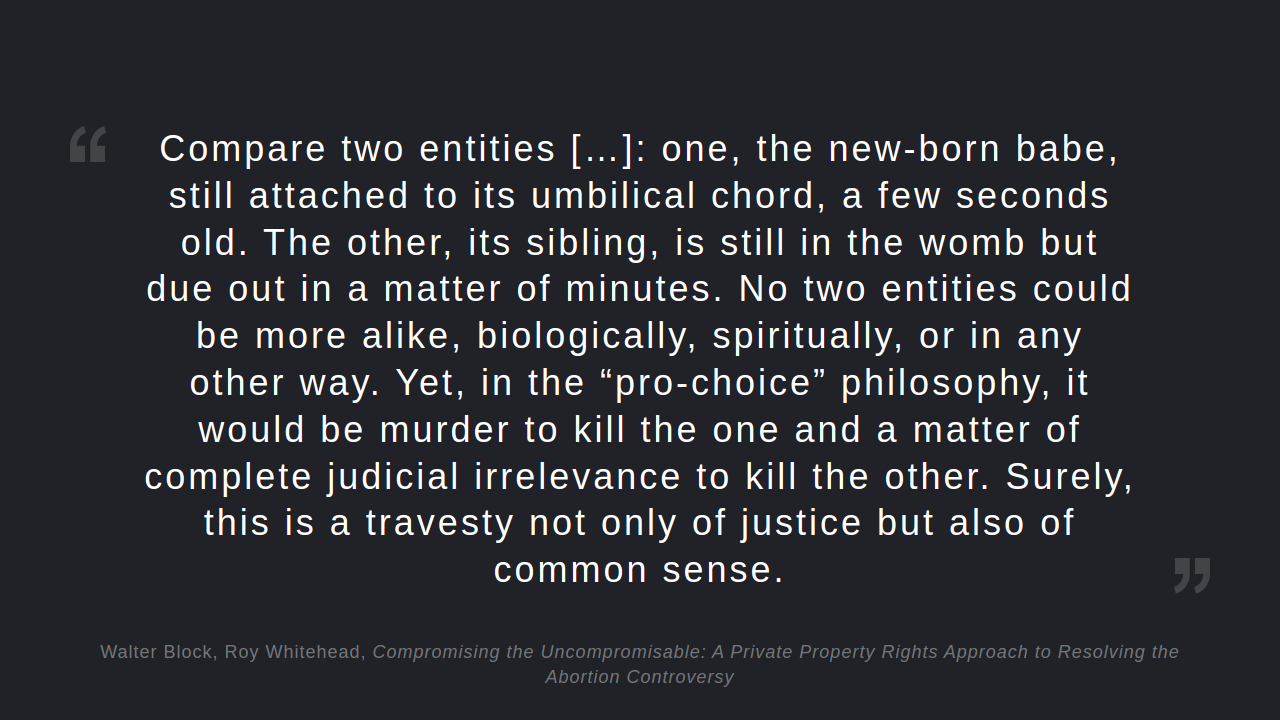 “ Compare two entities […]: one, the new-born babe,
still attached to its umbilical chord, a few seconds
old. The other, its sibling, is still in the womb but
due out in a matter of minutes. No two entities could
be more alike, biologically, spiritually, or in any
other way. Yet, in the “pro-choice” philosophy, it
would be murder to kill the one and a matter of
complete judicial irrelevance to kill the other. Surely,
this is a travesty not only of justice but also of
common sense. ”
Walter Block, Roy Whitehead, Compromising the Uncompromisable: A Private Property Rights Approach to Resolving the
Abortion Controversy